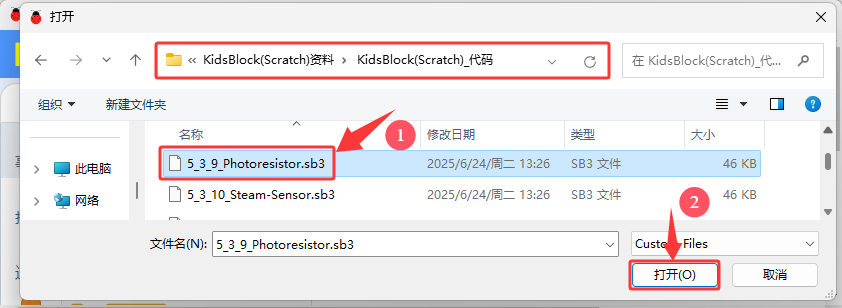 打开
« KidsBlock(Scratch)资料 › KidsBlock(Scratch)_代码
在 KidsBlock(Scratch)_代...
组织
新建文件夹
名称
修改日期
类型
大小
1
此电脑
5_3_9_Photoresistor.sb3
2025/6/24/周二 13:26
SB3 文件
46 KB
网络
5_3_10_Steam-Sensor.sb3
2025/6/24/周二 13:26
SB3 文件
46 KB
2
文件名(N):
5_3_9_Photoresistor.sb3
打开(O)
取消